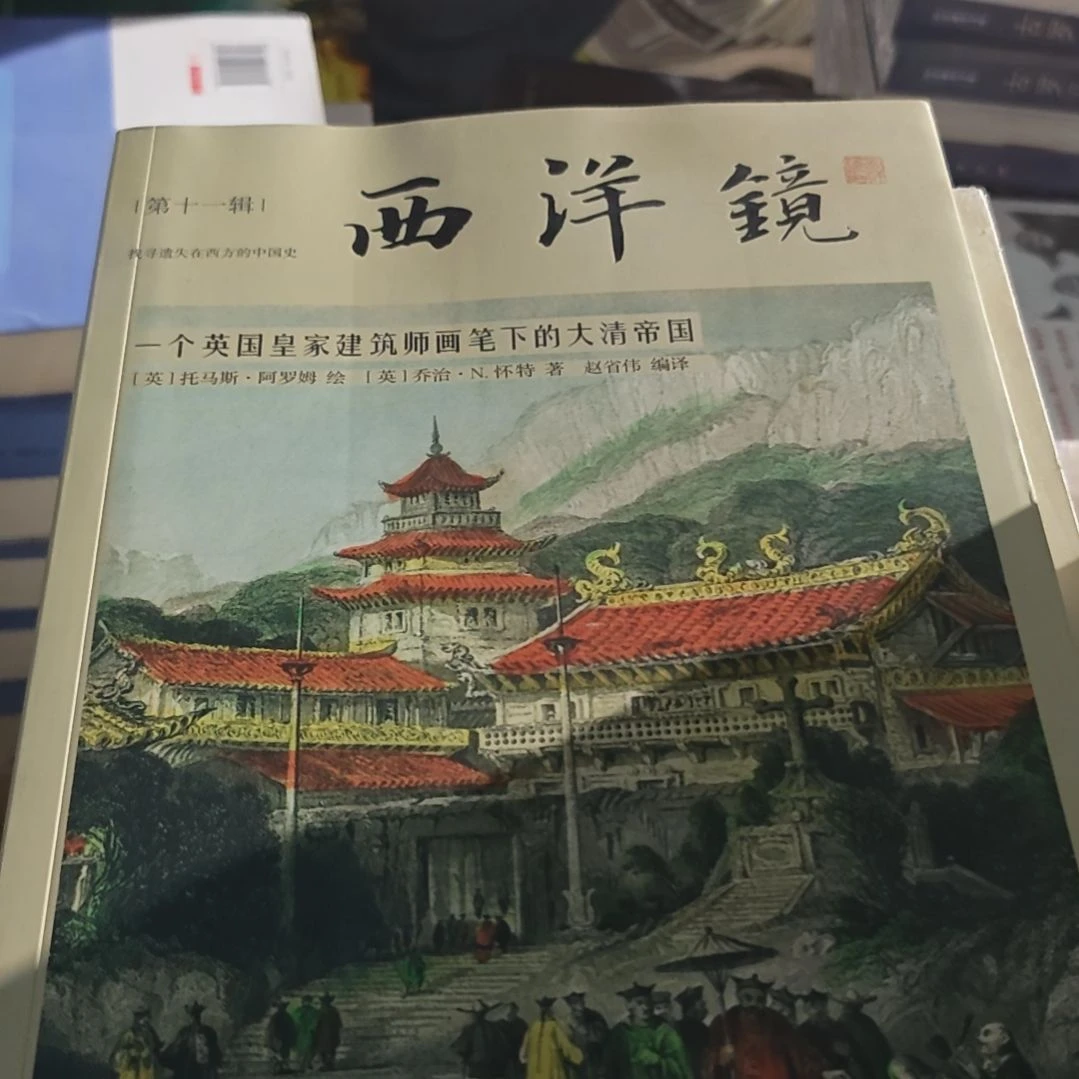 西洋鏡
|第十一辑|
找寻遗失在西方的中国史
一个英国皇家建筑师画笔下的大清帝国
[英]托马斯·阿罗姆 绘 [英]乔治·N.怀特 著 赵省伟 编译